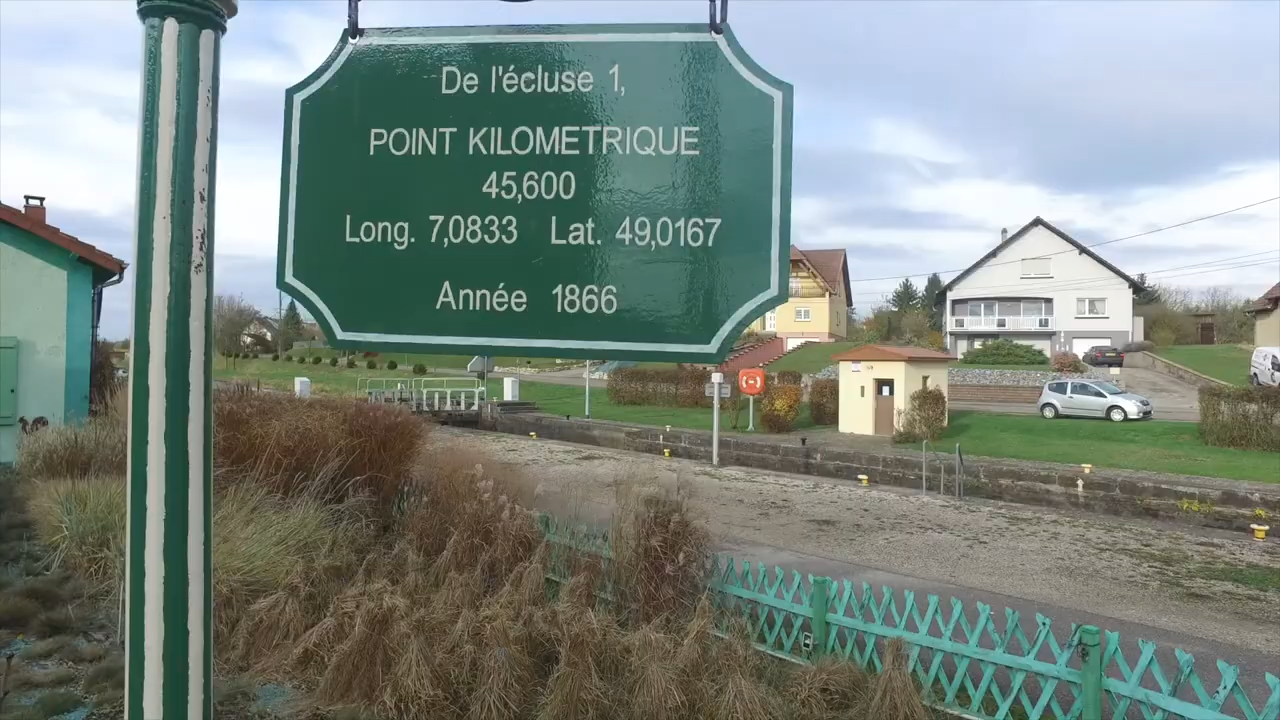 De l'écluse 1,
POINT KILOMETRIQUE
45,600
Long. 7,0833 Lat. 49,0167
Année 1866